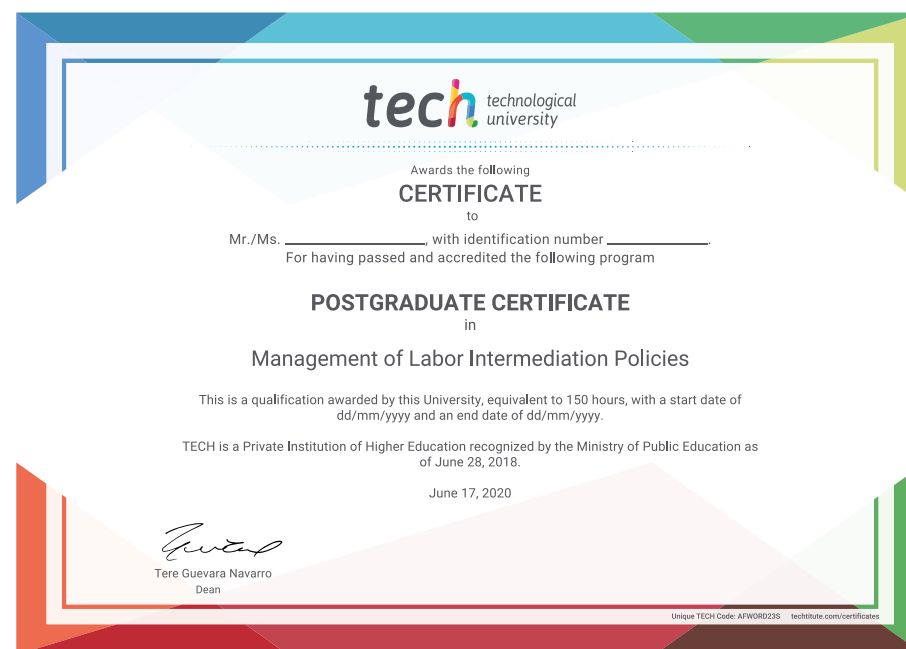 tech technological
university
Awards the following
CERTIFICATE
to
Mr./Ms. ____________________, with identification number ______________.
For having passed and accredited the following program
POSTGRADUATE CERTIFICATE
in
Management of Labor Intermediation Policies
This is a qualification awarded by this University, equivalent to 150 hours, with a start date of
dd/mm/yyyy and an end date of dd/mm/yyyy.
TECH is a Private Institution of Higher Education recognized by the Ministry of Public Education as
of June 28, 2018.
June 17, 2020
Tere Guevara Navarro
Dean
Unique TECH Code: AFWORD23S techtitute.com/certificates